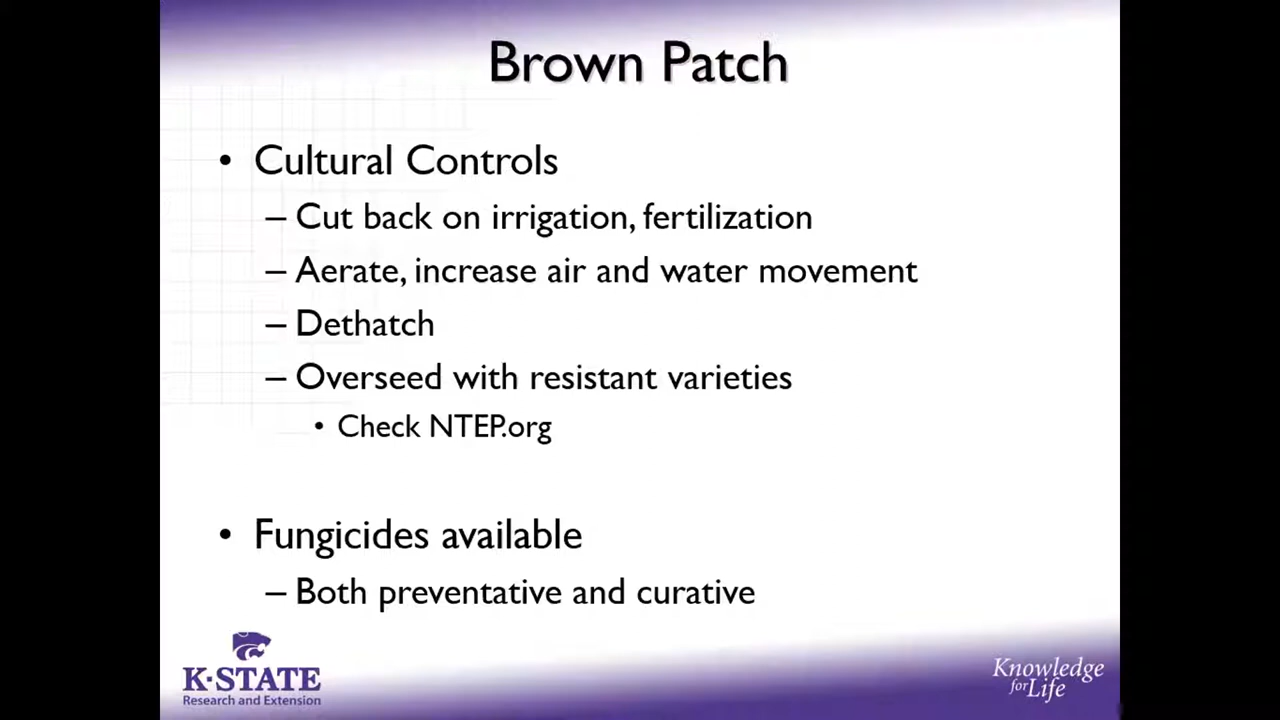 Brown Patch
• Cultural Controls
– Cut back on irrigation, fertilization
– Aerate, increase air and water movement
– Dethatch
– Overseed with resistant varieties
• Check NTEP.org
• Fungicides available
– Both preventative and curative
K-STATE
Research and Extension
Knowledge
for Life